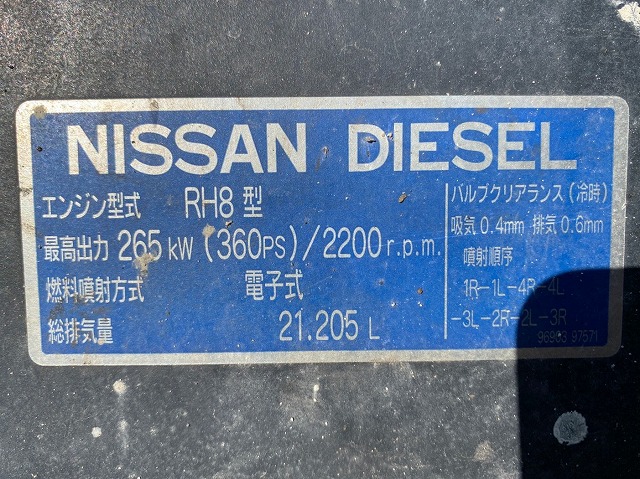 NISSAN DIESEL
エンジン型式 RH8 型
最高出力 265 kW (360PS)/2200 r.p.m.
燃料噴射方式 電子式
総排気量 21.205 L
バルブクリアランス (冷時)
吸気 0.4mm 排気 0.6mm
噴射順序
1R-1L-4R-4L
-3L-2R-2L-3R
96903 97571